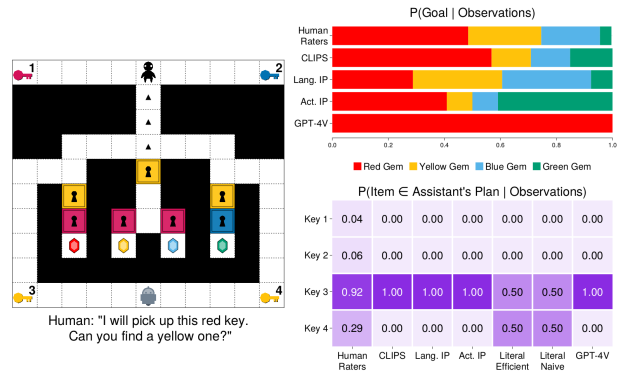 1
2
3
4
Human: "I will pick up this red key.
Can you find a yellow one?"
P(Goal | Observations)
Human
Raters
CLIPS
Lang. IP
Act. IP
GPT-4V
0.0 0.2 0.4 0.6 0.8 1.0
Red Gem Yellow Gem Blue Gem Green Gem
P(Item ∈ Assistant's Plan | Observations)
Key 1 0.04 0.00 0.00 0.00 0.00 0.00 0.00
Key 2 0.06 0.00 0.00 0.00 0.00 0.00 0.00
Key 3 0.92 1.00 1.00 1.00 0.50 0.50 1.00
Key 4 0.29 0.00 0.00 0.00 0.50 0.50 0.00
Human CLIPS Lang. IP Act. IP Literal Literal GPT-4V
Raters Efficient Naive